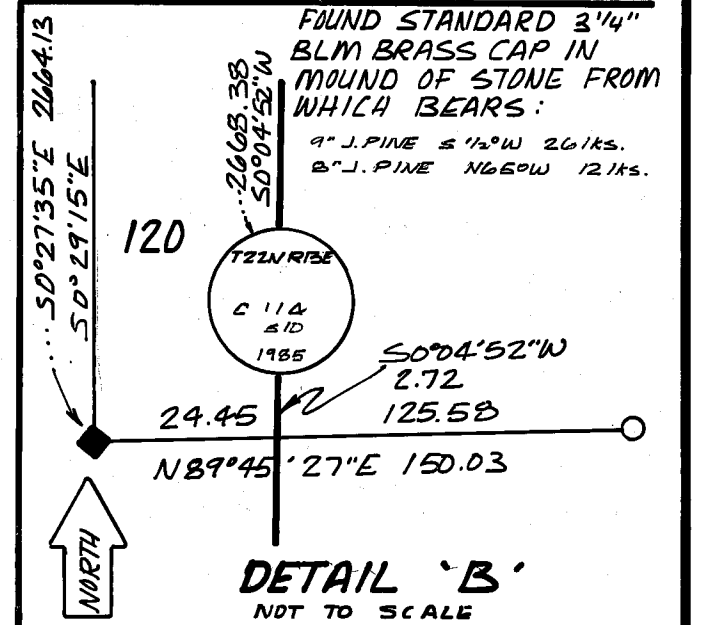 FOUND STANDARD 3 1/4"
BLM BRASS CAP IN
MOUND OF STONE FROM
WHICH BEARS:
9" J. PINE S 1/2°W 26 lks.
8" J. PINE N65°W 12 lks.
....S0°27'35"E 2664.13
S0°29'15"E
...2668.38
S0°04'52"W
120
T22N R13E
C 1/4
S10
1985
S0°04'52"W
2.72
24.45
125.58
N89°45'27"E 150.03
NORTH
DETAIL 'B'
NOT TO SCALE